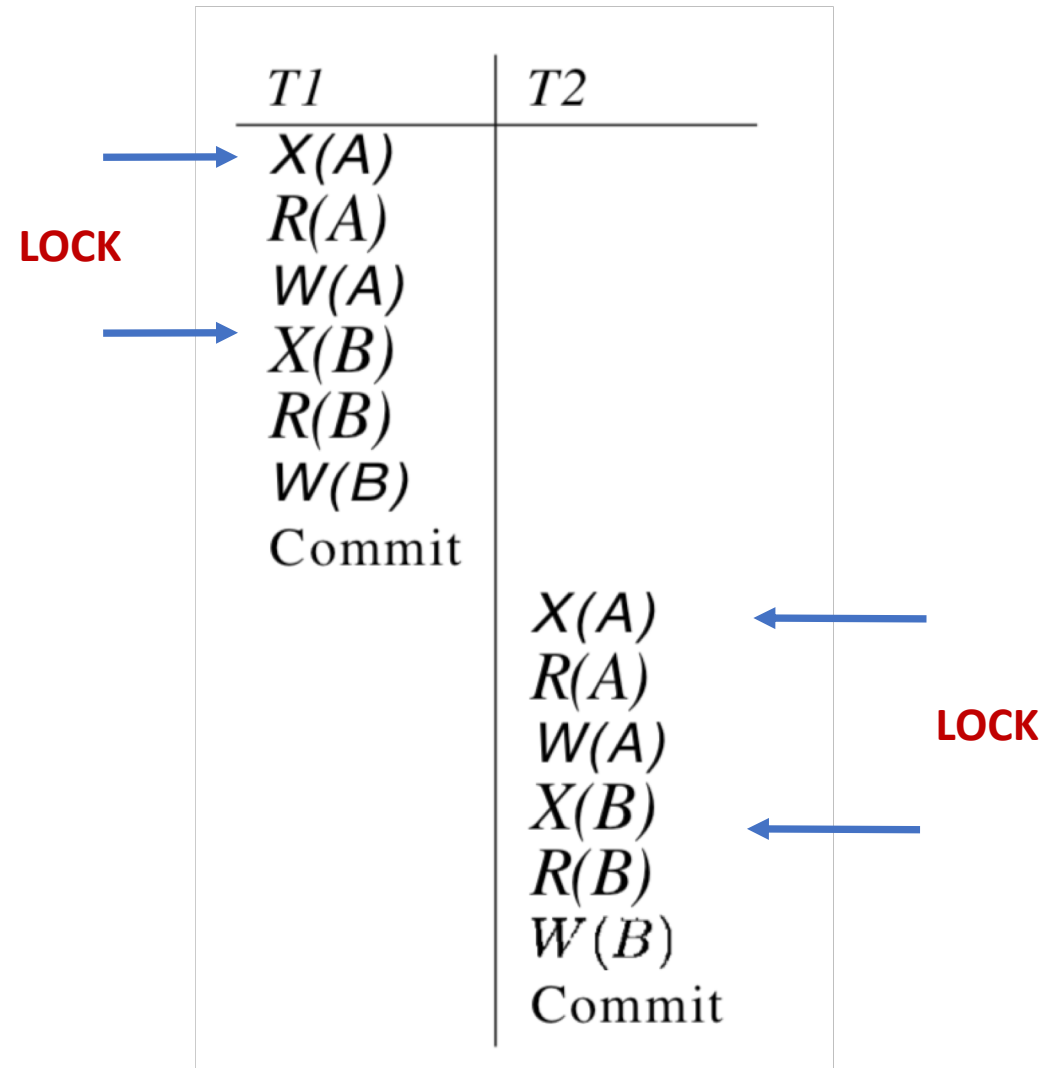 T1 T2
X(A)
R(A)
LOCK
W(A)
X(B)
R(B)
W(B)
Commit
X(A)
R(A)
LOCK
W(A)
X(B)
R(B)
W(B)
Commit